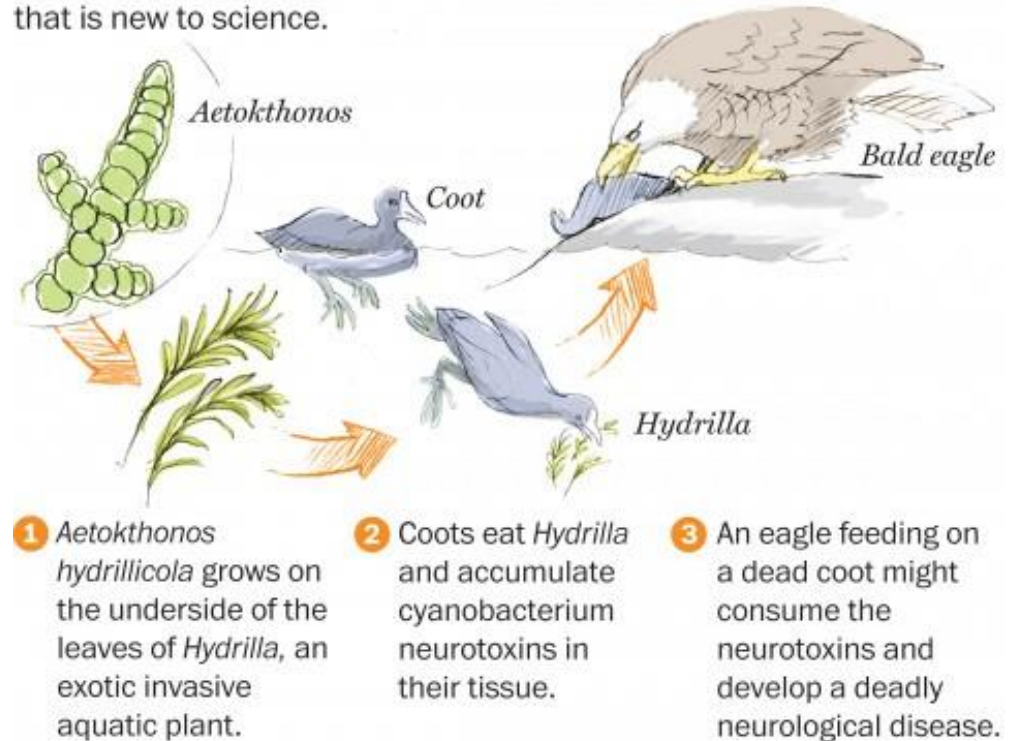 that is new to science.
Aetokthonos
Coot
Bald eagle
Hydrilla
1 Aetokthonos
hydrillicola grows on
the underside of the
leaves of Hydrilla, an
exotic invasive
aquatic plant.
2 Coots eat Hydrilla
and accumulate
cyanobacterium
neurotoxins in
their tissue.
3 An eagle feeding on
a dead coot might
consume the
neurotoxins and
develop a deadly
neurological disease.